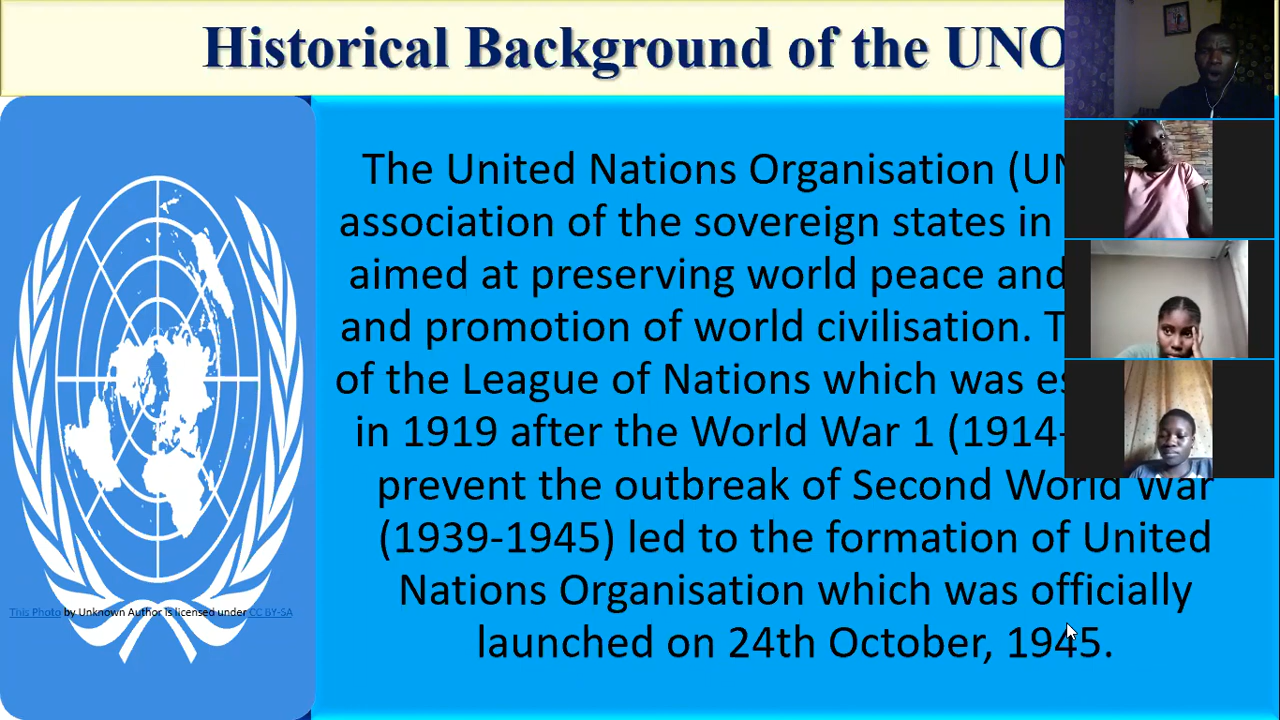 Historical Background of the UNO
The United Nations Organisation
association of the sovereign states in
aimed at preserving world peace and
and promotion of world civilisation.
of the League of Nations which was
in 1919 after the World War 1 (1914-
prevent the outbreak of Second World War
(1939-1945) led to the formation of United
Nations Organisation which was officially
launched on 24th October, 1945.
This Photo by Unknown Author is licensed under CC BY-SA